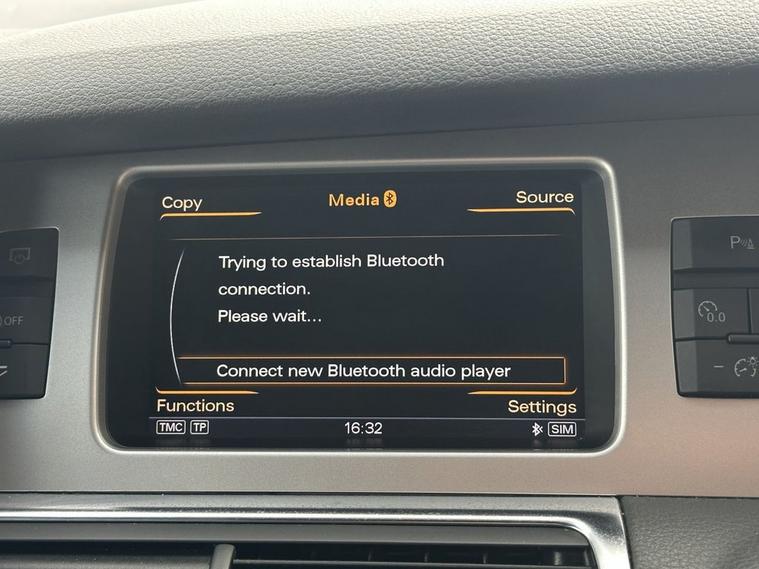 Copy
Media
Source
Trying to establish Bluetooth
connection.
Please wait...
Connect new Bluetooth audio player
Functions
Settings
TMC TP
16:32
SIM
OFF
P
0.0